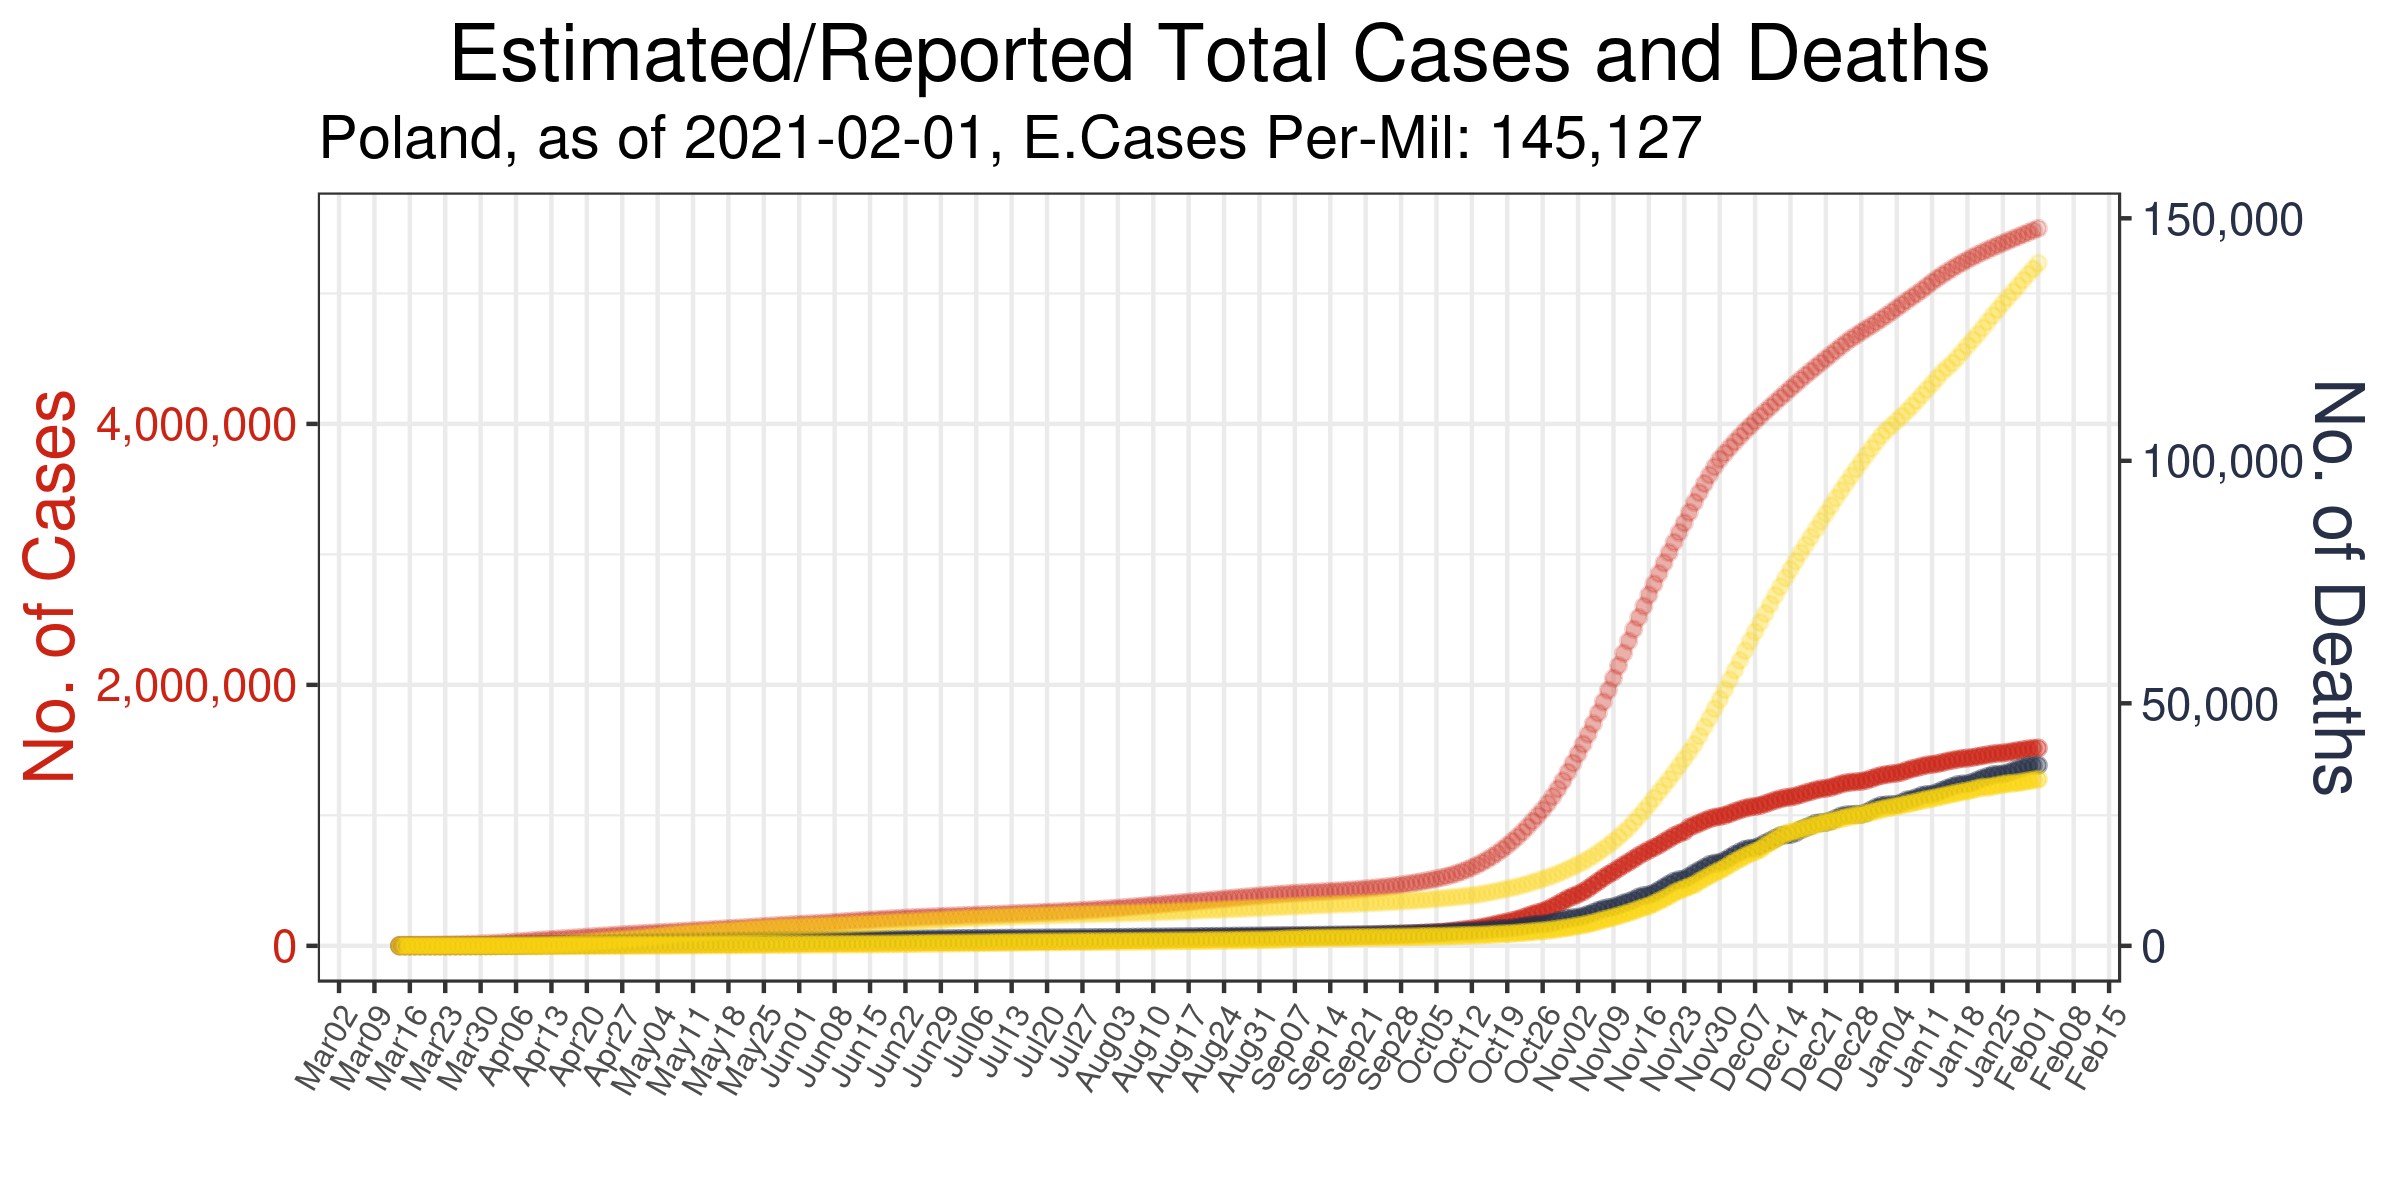 Estimated/Reported Total Cases and Deaths
Poland, as of 2021-02-01, E.Cases Per-Mil: 145,127
No. of Cases
4,000,000
2,000,000
0
150,000
100,000
50,000
0
No. of Deaths
Mar02
Mar09
Mar16
Mar23
Mar30
Apr06
Apr13
Apr20
Apr27
May04
May11
May18
May25
Jun01
Jun08
Jun15
Jun22
Jun29
Jul06
Jul13
Jul20
Jul27
Aug03
Aug10
Aug17
Aug24
Aug31
Sep07
Sep14
Sep21
Sep28
Oct05
Oct12
Oct19
Oct26
Nov02
Nov09
Nov16
Nov23
Nov30
Dec07
Dec14
Dec21
Dec28
Jan04
Jan11
Jan18
Jan25
Feb01
Feb08
Feb15